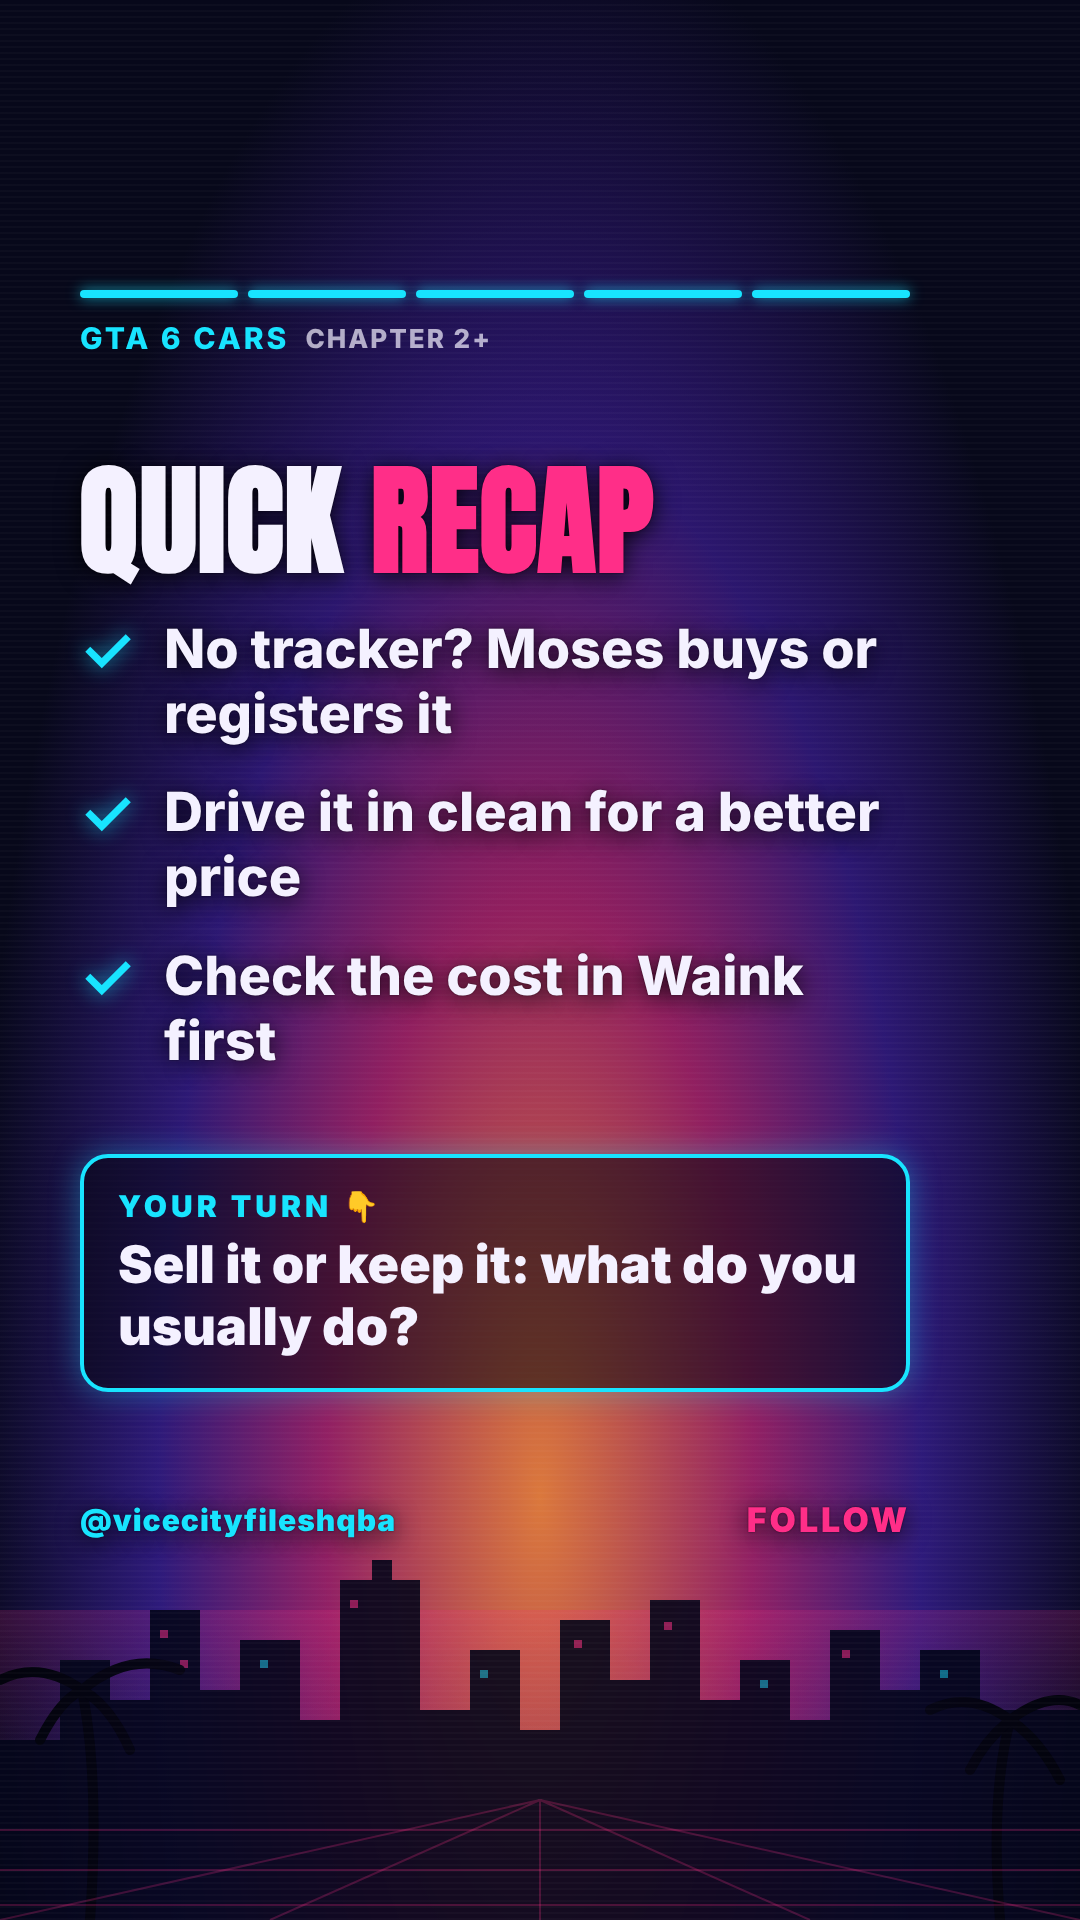 GTA 6 CARS CHAPTER 2+
QUICK RECAP
No tracker? Moses buys or
registers it
Drive it in clean for a better
price
Check the cost in Waink
first
YOUR TURN 👇
Sell it or keep it: what do you
usually do?
@vicecityfileshqba FOLLOW